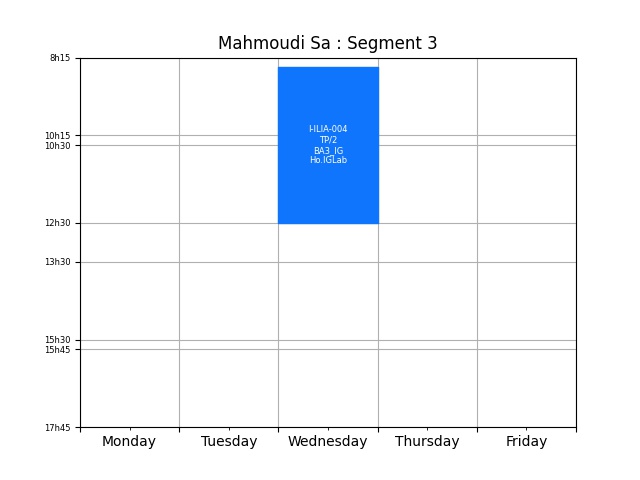 Mahmoudi Sa : Segment 3
8h15
10h15
10h30
12h30
13h30
15h30
15h45
17h45
I-ILIA-004
TP/2
BA3_IG
Ho.IGLab
Monday Tuesday Wednesday Thursday Friday